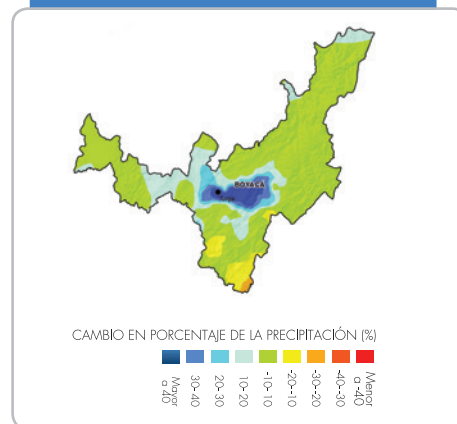 BOYACÁ
Tunja
CAMBIO EN PORCENTAJE DE LA PRECIPITACIÓN (%)
Mayor a 40
30-40
20-30
10-20
-10-10
-20--10
-30--20
-40--30
Menor a -40